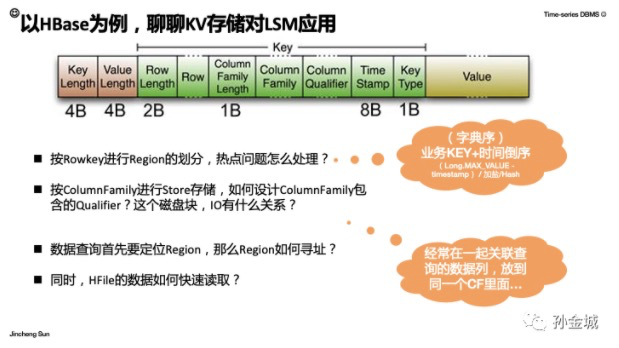 以HBase为例，聊聊KV存储对LSM应用
Time-series DBMS
Key
Key Length
Value Length
Row Length
Row
Column Family Length
Column Family
Column Qualifier
Time Stamp
Key Type
Value
4B
4B
2B
1B
8B
1B
按Rowkey进行Region的划分，热点问题怎么处理？
（字典序）
业务KEY+时间倒序
（Long.MAX_VALUE -
timestamp）/ 加盐/Hash
按ColumnFamily进行Store存储，如何设计ColumnFamily包
含的Qualifier？这个磁盘块，IO有什么关系？
数据查询首先要定位Region，那么Region如何寻址？
同时，HFile的数据如何快速读取？
经常在一起关联查
询的数据列，放到
同一个CF里面...
孙金城
Jincheng Sun